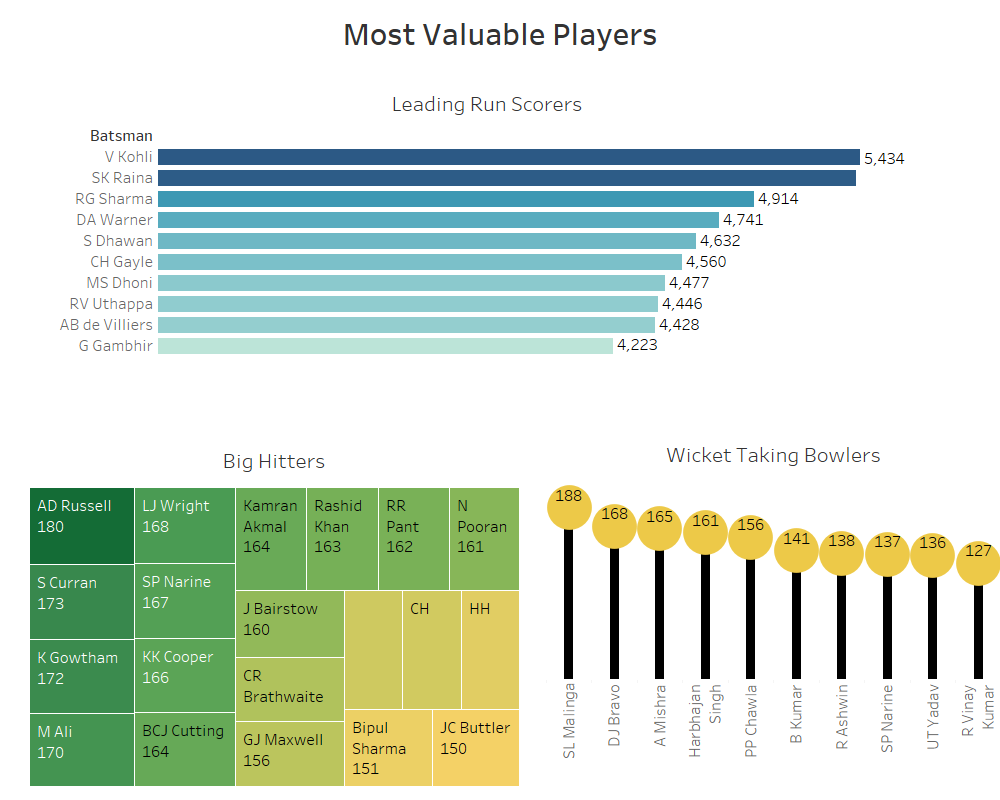 Most Valuable Players
Leading Run Scorers
Batsman
V Kohli 5,434
SK Raina
RG Sharma 4,914
DA Warner 4,741
S Dhawan 4,632
CH Gayle 4,560
MS Dhoni 4,477
RV Uthappa 4,446
AB de Villiers 4,428
G Gambhir 4,223
Big Hitters
AD Russell
180
S Curran
173
K Gowtham
172
M Ali
170
LJ Wright
168
SP Narine
167
KK Cooper
166
BCJ Cutting
164
Kamran
Akmal
164
Rashid
Khan
163
RR
Pant
162
N
Pooran
161
J Bairstow
160
CR
Brathwaite
GJ Maxwell
156
CH
HH
Bipul
Sharma
151
JC Buttler
150
Wicket Taking Bowlers
188
168
165
161
156
141
138
137
136
127
SL Malinga
DJ Bravo
A Mishra
Harbhajan
Singh
PP Chawla
B Kumar
R Ashwin
SP Narine
UT Yadav
R Vinay
Kumar